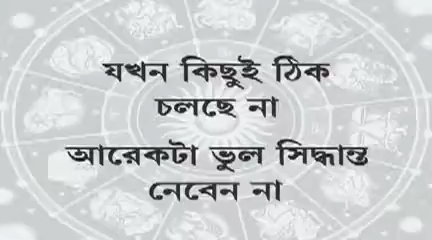 যখন কিছুই ঠিক
চলছে না
আরেকটা ভুল সিদ্ধান্ত
নেবেন না